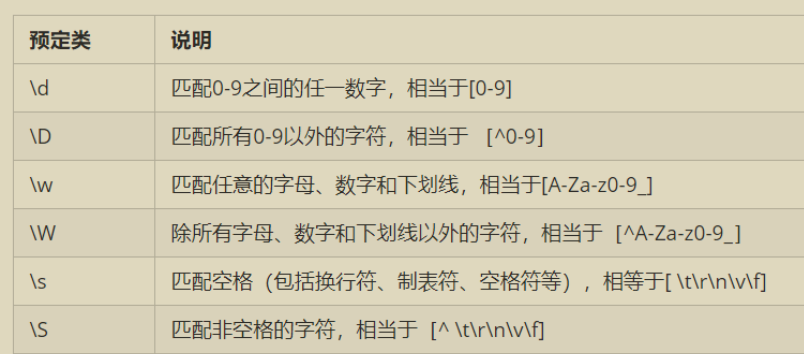 预定类 说明
\d 匹配0-9之间的任一数字，相当于[0-9]
\D 匹配所有0-9以外的字符，相当于 [^0-9]
\w 匹配任意的字母、数字和下划线，相当于[A-Za-z0-9_]
\W 除所有字母、数字和下划线以外的字符，相当于 [^A-Za-z0-9_]
\s 匹配空格（包括换行符、制表符、空格符等），相等于[ \t\r\n\v\f]
\S 匹配非空格的字符，相当于 [^ \t\r\n\v\f]